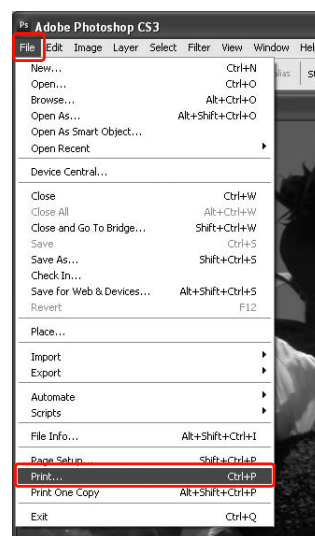 Ps Adobe Photoshop CS3
File Edit Image Layer Select Filter View Window Hel
New... Ctrl+N
Open... Ctrl+O
Browse... Alt+Ctrl+O
Open As... Alt+Shift+Ctrl+O
Open As Smart Object...
Open Recent
Device Central...
Close Ctrl+W
Close All Alt+Ctrl+W
Close and Go To Bridge... Shift+Ctrl+W
Save Ctrl+S
Save As... Shift+Ctrl+S
Check In...
Save for Web & Devices... Alt+Shift+Ctrl+S
Revert F12
Place...
Import
Export
Automate
Scripts
File Info... Alt+Shift+Ctrl+I
Page Setup... Shift+Ctrl+P
Print... Ctrl+P
Print One Copy Alt+Shift+Ctrl+P
Exit Ctrl+Q